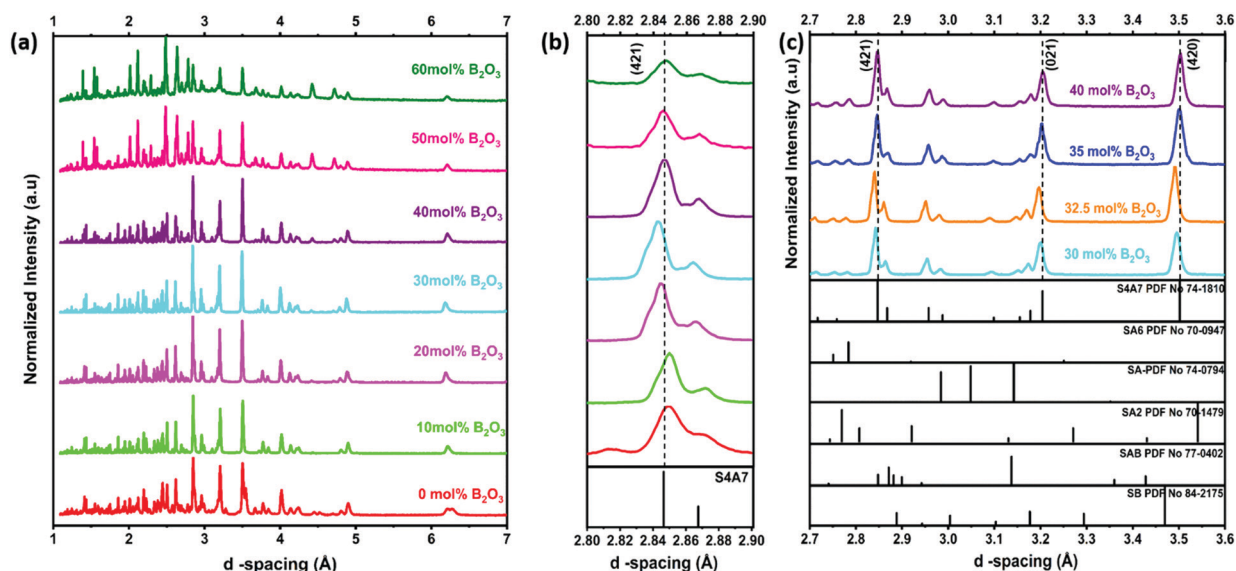 1 2 3 4 5 6 7
(a)
60mol% B₂O₃
50mol% B₂O₃
40mol% B₂O₃
30mol% B₂O₃
20mol% B₂O₃
10mol% B₂O₃
0 mol% B₂O₃
Normalized Intensity (a.u)
1 2 3 4 5 6 7
d -spacing (Å)
2.80 2.82 2.84 2.86 2.88 2.90
(b)
(421)
S4A7
2.80 2.82 2.84 2.86 2.88 2.90
d -spacing (Å)
2.7 2.8 2.9 3.0 3.1 3.2 3.3 3.4 3.5 3.6
(c)
(421)
(021)
(420)
40 mol% B₂O₃
35 mol% B₂O₃
32.5 mol% B₂O₃
30 mol% B₂O₃
S4A7 PDF No 74-1810
SA6 PDF No 70-0947
SA-PDF No 74-0794
SA2 PDF No 70-1479
SAB PDF No 77-0402
SB PDF No 84-2175
Normalized Intensity (a.u)
2.7 2.8 2.9 3.0 3.1 3.2 3.3 3.4 3.5 3.6
d -spacing (Å)